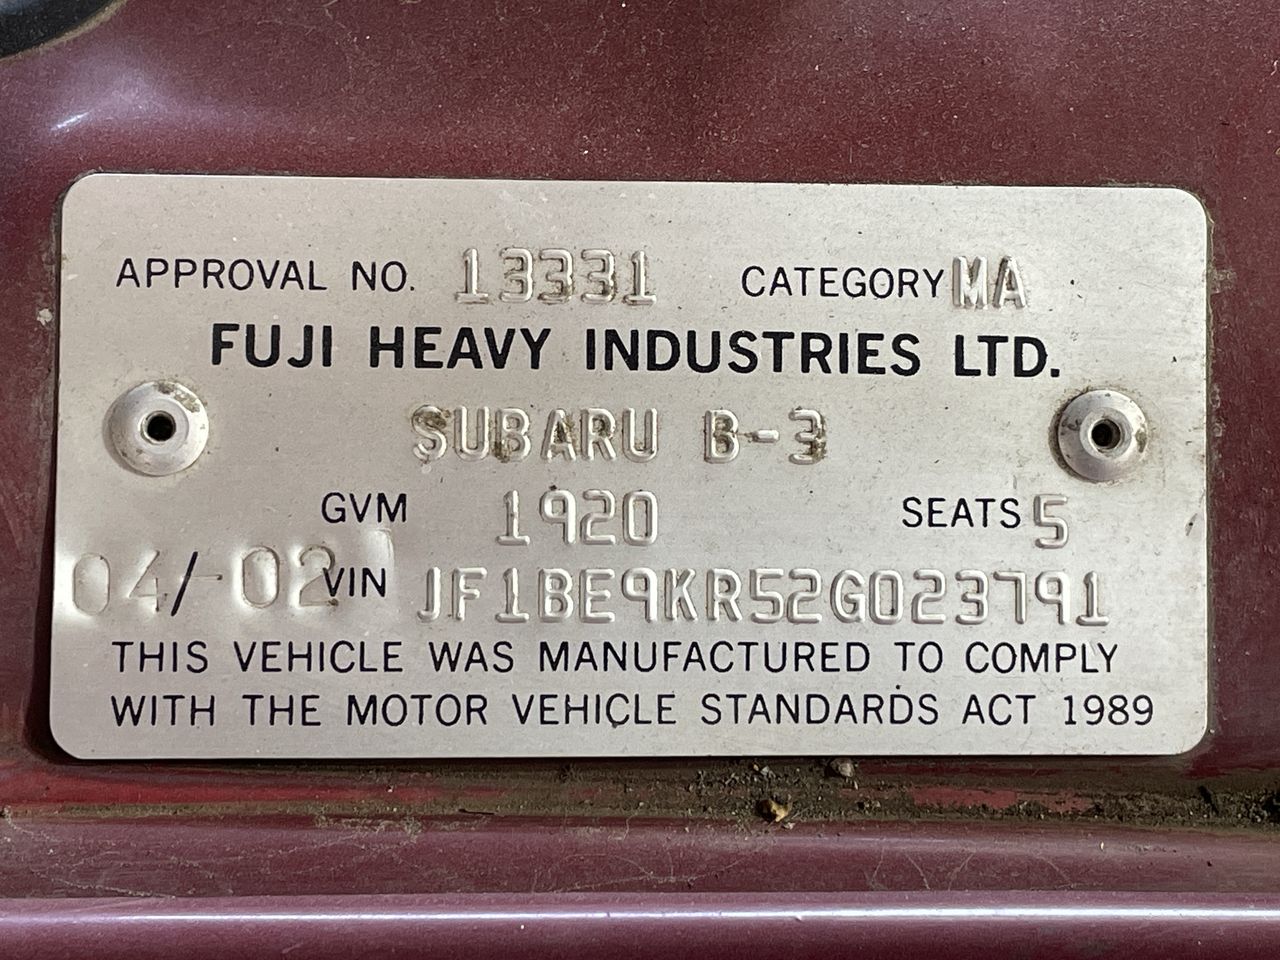 APPROVAL NO. 13331 CATEGORY MA
FUJI HEAVY INDUSTRIES LTD.
SUBARU B-3
GVM 1920 SEATS 5
04/-02 VIN JF1BE9KR52G023791
THIS VEHICLE WAS MANUFACTURED TO COMPLY
WITH THE MOTOR VEHICLE STANDARDS ACT 1989